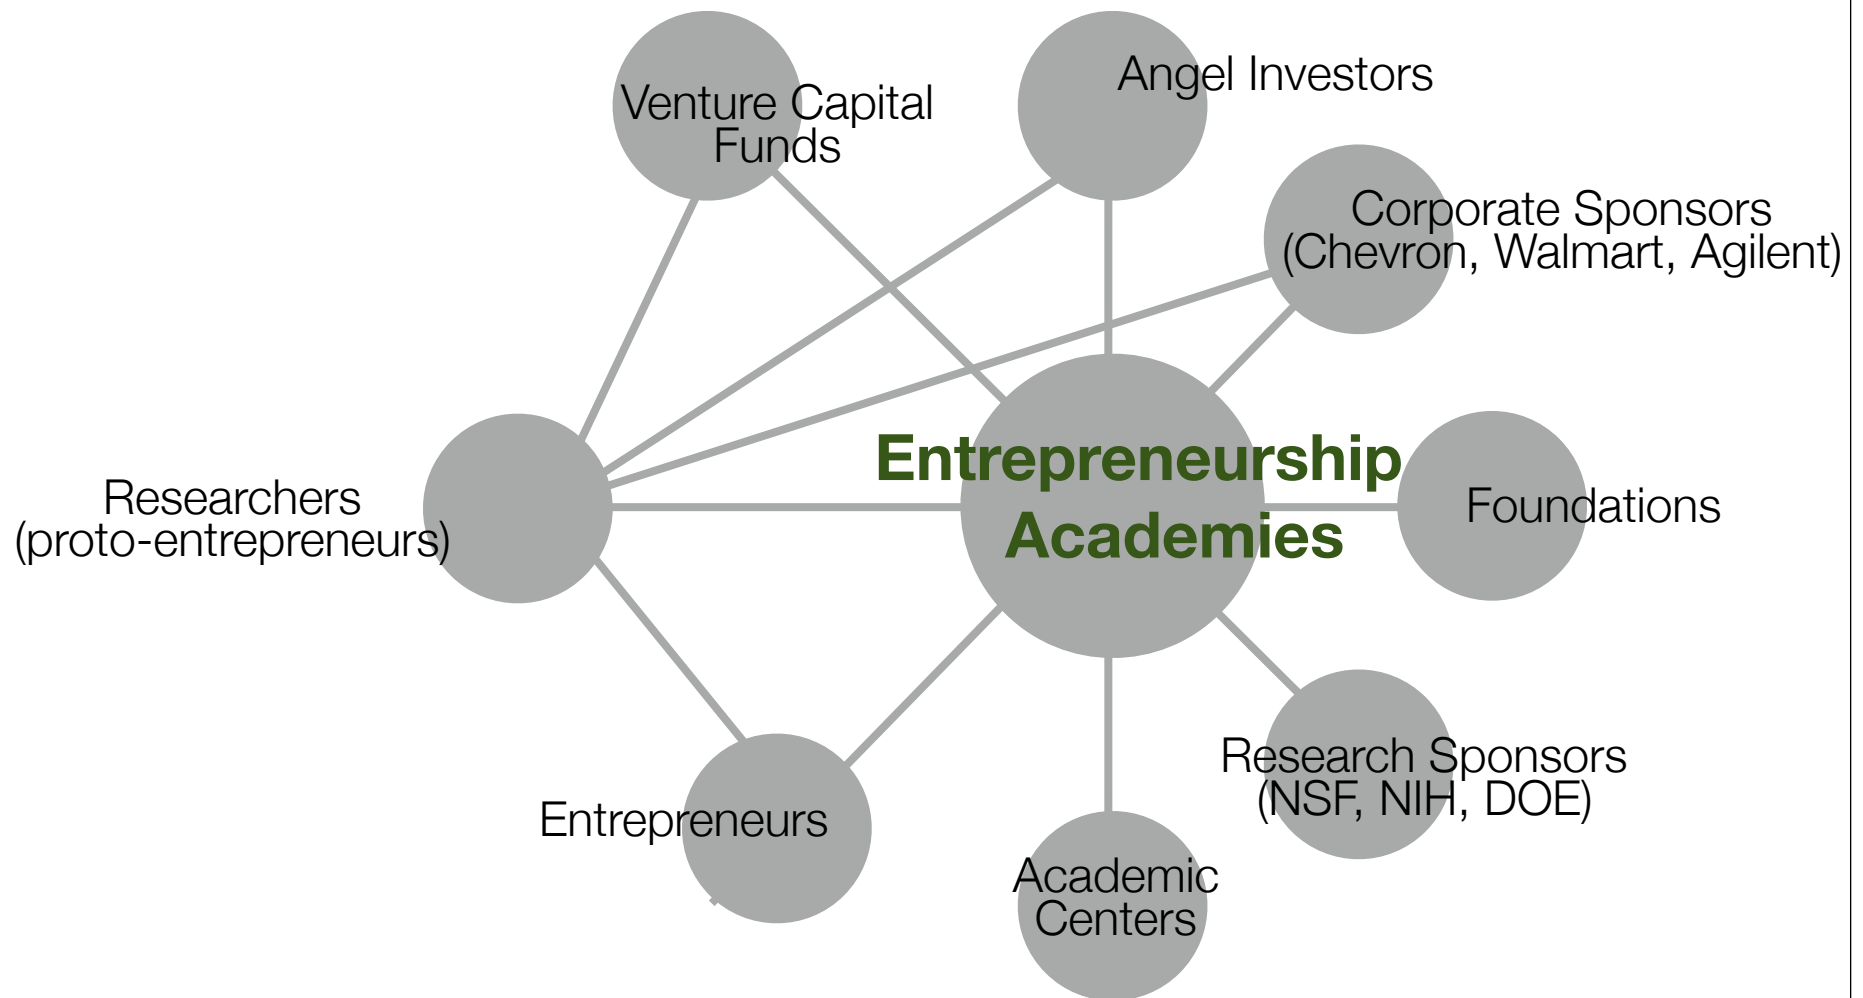 Angel Investors
Venture Capital
Funds
Corporate Sponsors
(Chevron, Walmart, Agilent)
Entrepreneurship
Academies
Researchers
(proto-entrepreneurs)
Foundations
Research Sponsors
(NSF, NIH, DOE)
Entrepreneurs
Academic
Centers